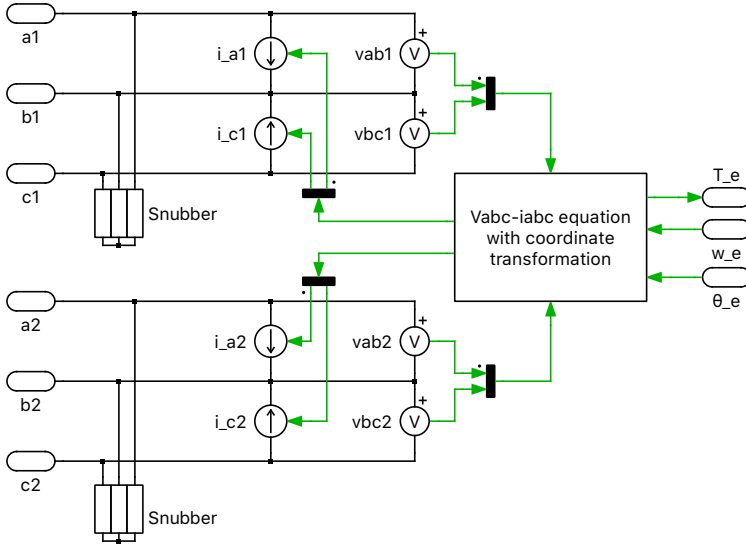 a1
i_a1
+
vab1
V
b1
i_c1
+
vbc1
V
c1
Snubber
Vabc-iabc equation
with coordinate
transformation
T_e
w_e
θ_e
a2
i_a2
+
vab2
V
b2
i_c2
+
vbc2
V
c2
Snubber